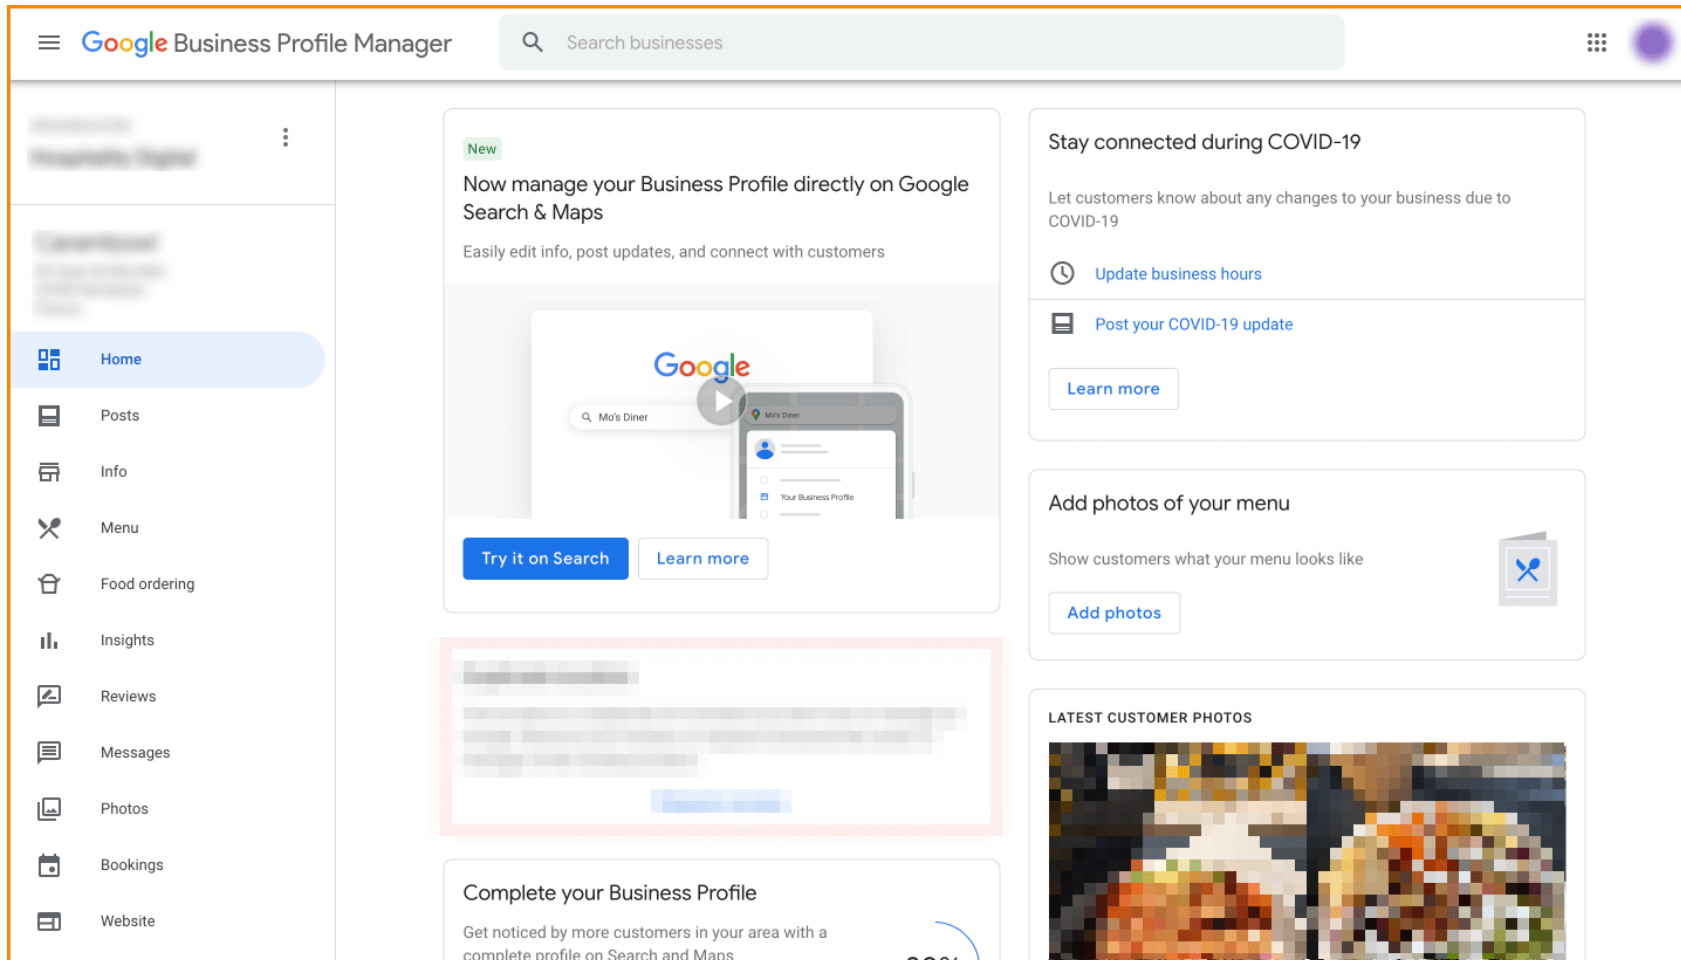 Google Business Profile Manager
Search businesses
Home
Posts
Info
Menu
Food ordering
Insights
Reviews
Messages
Photos
Bookings
Website
New
Now manage your Business Profile directly on Google
Search & Maps
Easily edit info, post updates, and connect with customers
Google
Mo's Diner
Mo's Diner
Your Business Profile
Try it on Search
Learn more
Complete your Business Profile
Get noticed by more customers in your area with a
complete profile on Search and Maps
Stay connected during COVID-19
Let customers know about any changes to your business due to
COVID-19
Update business hours
Post your COVID-19 update
Learn more
Add photos of your menu
Show customers what your menu looks like
Add photos
LATEST CUSTOMER PHOTOS